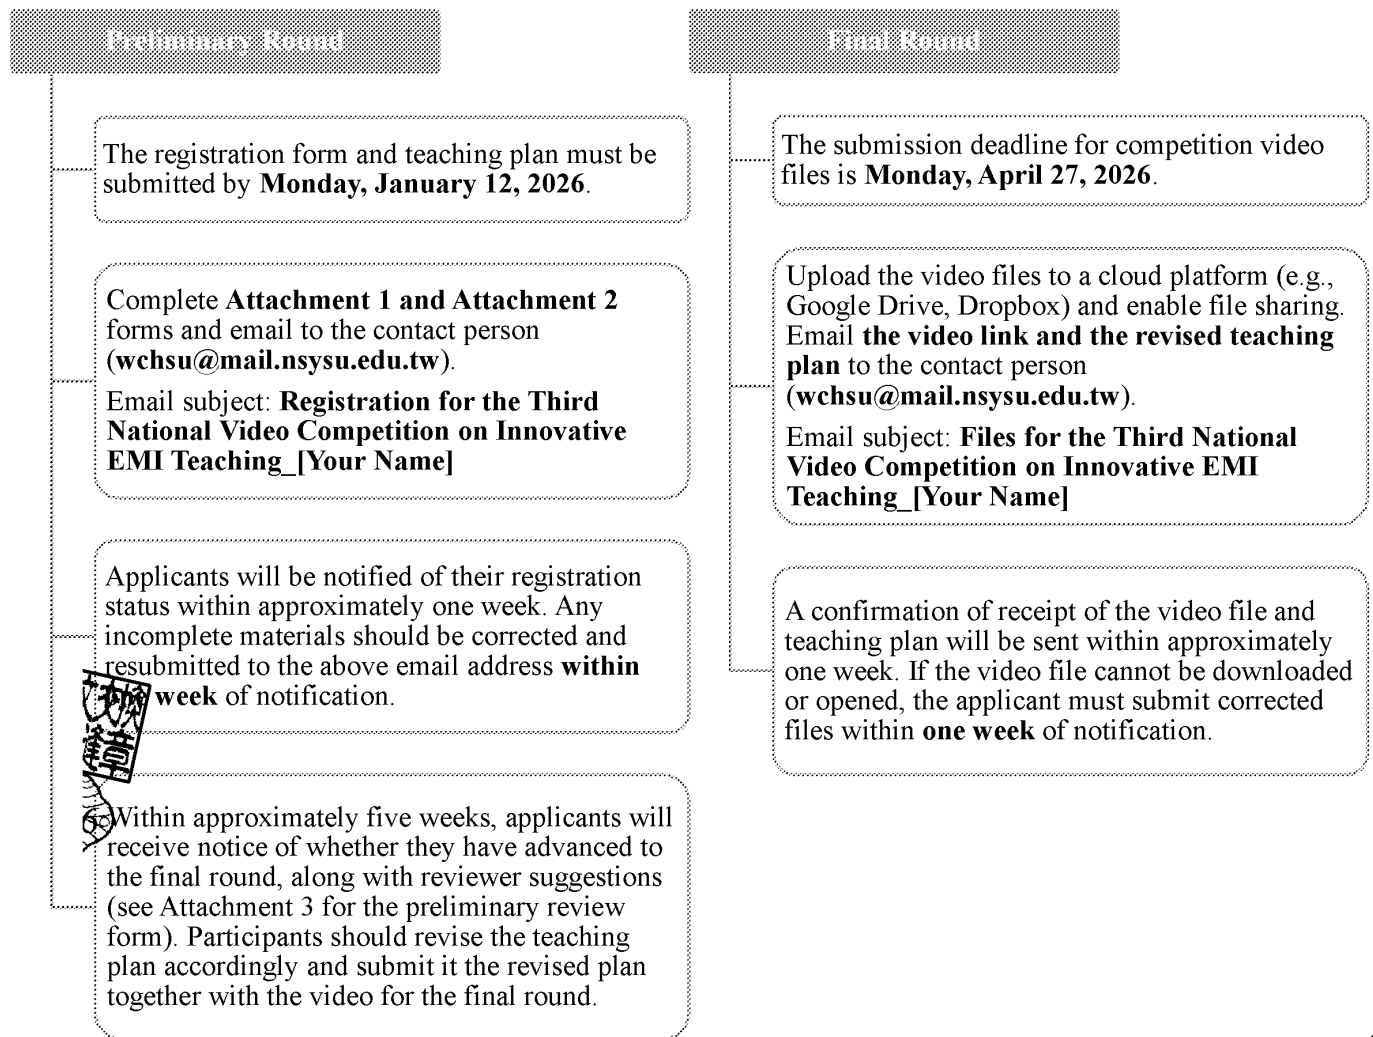 Preliminary Round
The registration form and teaching plan must be
submitted by Monday, January 12, 2026.
Complete Attachment 1 and Attachment 2
forms and email to the contact person
(wchsu@mail.nsysu.edu.tw).
Email subject: Registration for the Third
National Video Competition on Innovative
EMI Teaching_[Your Name]
Applicants will be notified of their registration
status within approximately one week. Any
incomplete materials should be corrected and
resubmitted to the above email address within
one week of notification.
Within approximately five weeks, applicants will
receive notice of whether they have advanced to
the final round, along with reviewer suggestions
(see Attachment 3 for the preliminary review
form). Participants should revise the teaching
plan accordingly and submit it the revised plan
together with the video for the final round.
Final Round
The submission deadline for competition video
files is Monday, April 27, 2026.
Upload the video files to a cloud platform (e.g.,
Google Drive, Dropbox) and enable file sharing.
Email the video link and the revised teaching
plan to the contact person
(wchsu@mail.nsysu.edu.tw).
Email subject: Files for the Third National
Video Competition on Innovative EMI
Teaching_[Your Name]
A confirmation of receipt of the video file and
teaching plan will be sent within approximately
one week. If the video file cannot be downloaded
or opened, the applicant must submit corrected
files within one week of notification.